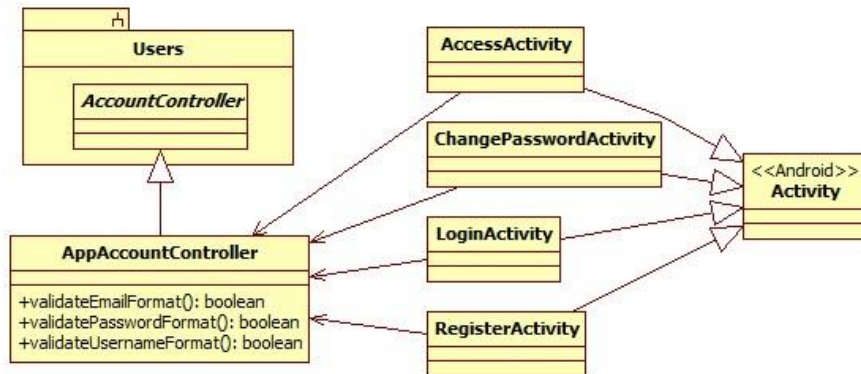 Users
AccountController
AppAccountController
+validateEmailFormat(): boolean
+validatePasswordFormat(): boolean
+validateUsernameFormat(): boolean
AccessActivity
ChangePasswordActivity
LoginActivity
RegisterActivity
<<Android>>
Activity